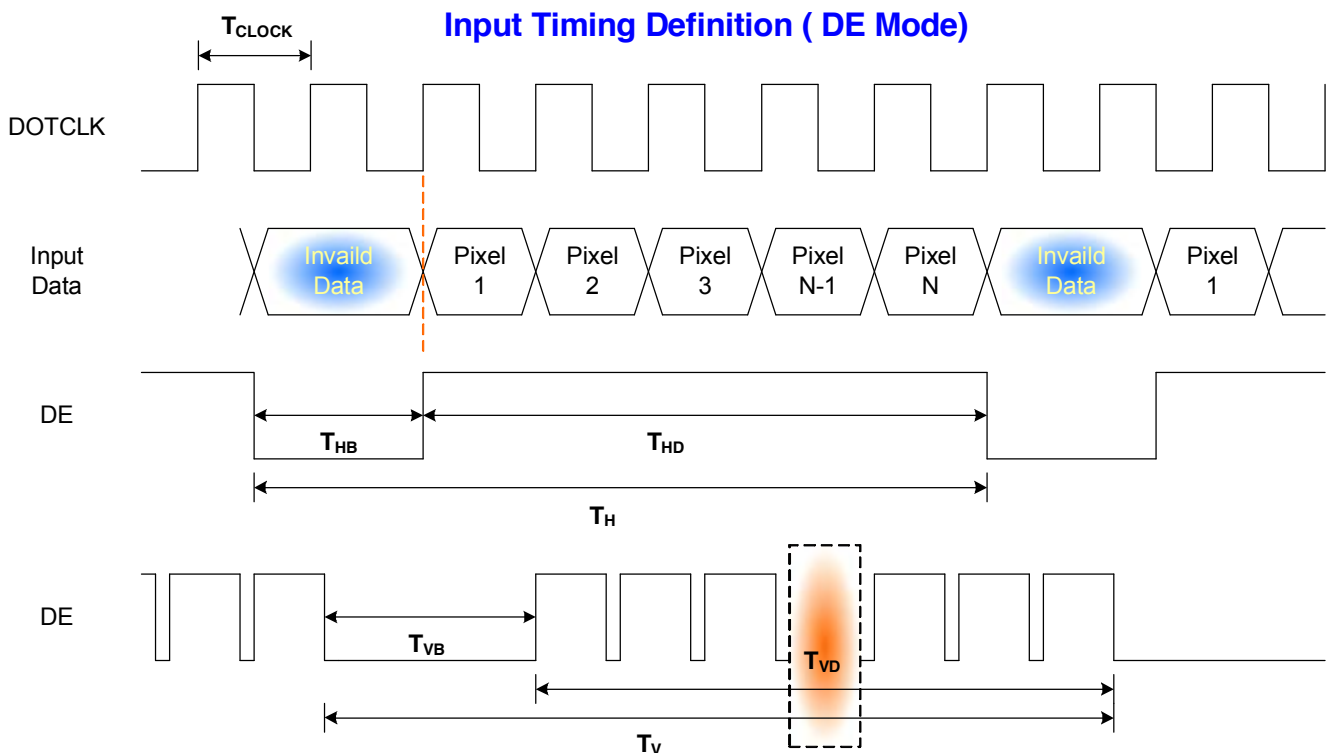 Input Timing Definition ( DE Mode)
TCLOCK
DOTCLK
Input
Data
Invaild
Data
Pixel
1
Pixel
2
Pixel
3
Pixel
N-1
Pixel
N
Invaild
Data
Pixel
1
DE
THB
THD
TH
DE
TVB
TVD
TV